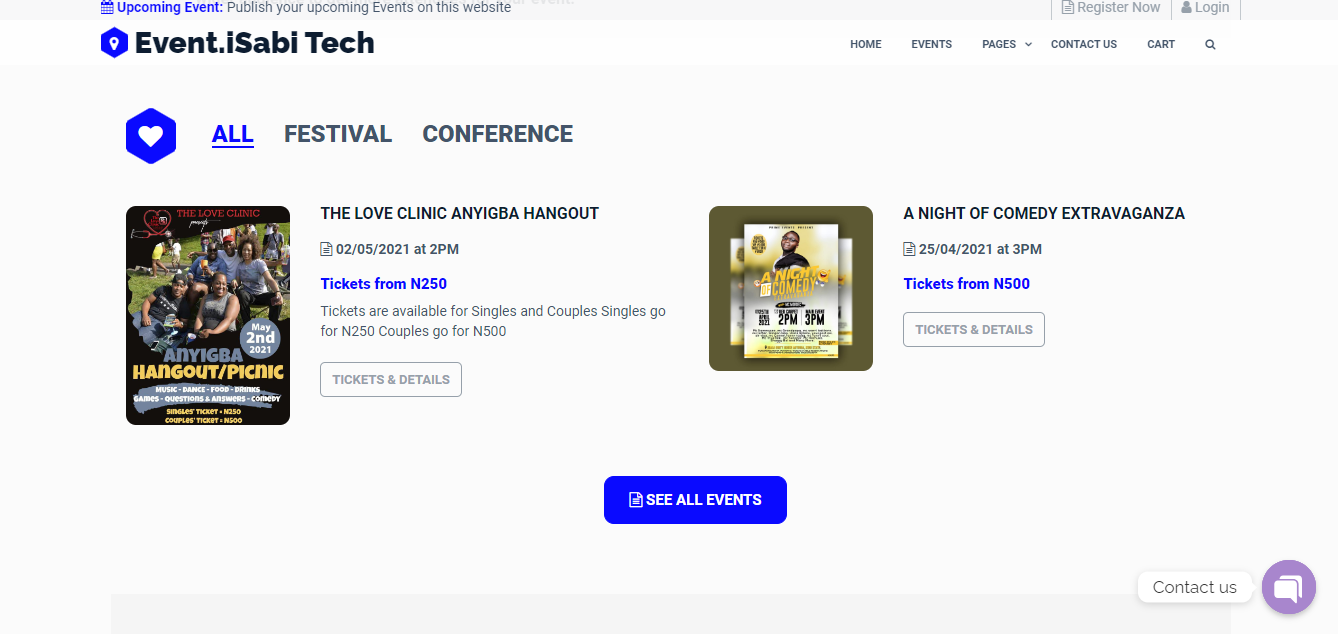 Upcoming Event: Publish your upcoming Events on this website
Register Now
Login
Event.iSabi Tech
HOME
EVENTS
PAGES
CONTACT US
CART
ALL
FESTIVAL
CONFERENCE
THE LOVE CLINIC
presents
May
2nd
2021
ANYIGBA
HANGOUT/PICNIC
MUSIC - DANCE - FOOD - DRINKS
GAMES - QUESTIONS & ANSWERS - COMEDY
SINGLES' TICKET = N250
COUPLES' TICKET = N500
THE LOVE CLINIC ANYIGBA HANGOUT
02/05/2021 at 2PM
Tickets from N250
Tickets are available for Singles and Couples Singles go
for N250 Couples go for N500
TICKETS & DETAILS
A NIGHT
OF COMEDY
2PM
3PM
A NIGHT OF COMEDY EXTRAVAGANZA
25/04/2021 at 3PM
Tickets from N500
TICKETS & DETAILS
SEE ALL EVENTS
Contact us